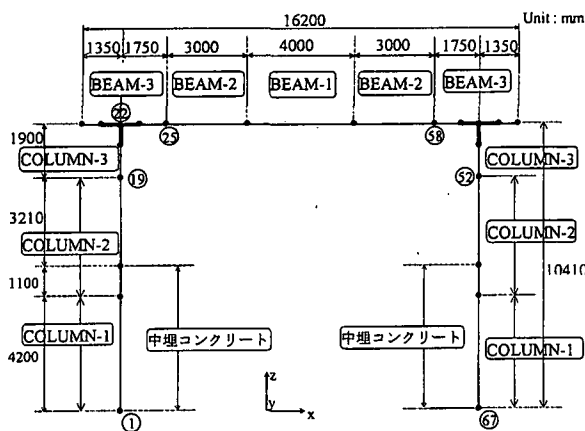 16200
Unit : mm
1350 1750 3000 4000 3000 1750 1350
BEAM-3 BEAM-2 BEAM-1 BEAM-2 BEAM-3
22
25
58
1900
COLUMN-3
COLUMN-3
19
52
3210
COLUMN-2
COLUMN-2
10410
1100
COLUMN-1
中埋コンクリート
中埋コンクリート
COLUMN-1
4200
z
y
x
1
67